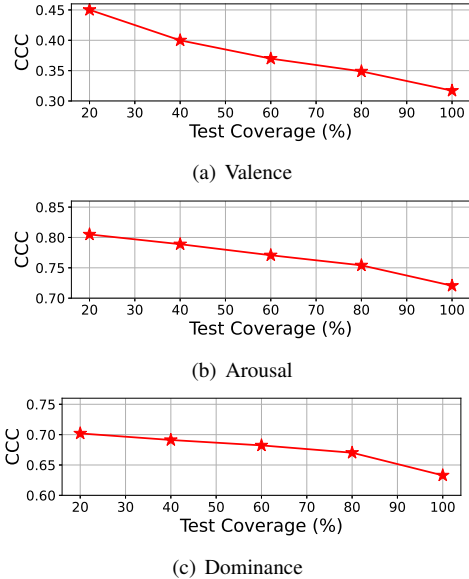 0.45
0.40
0.35
0.30
CCC
20 30 40 50 60 70 80 90 100
Test Coverage (%)
(a) Valence
0.85
0.80
0.75
0.70
CCC
20 30 40 50 60 70 80 90 100
Test Coverage (%)
(b) Arousal
0.75
0.70
0.65
0.60
CCC
20 30 40 50 60 70 80 90 100
Test Coverage (%)
(c) Dominance